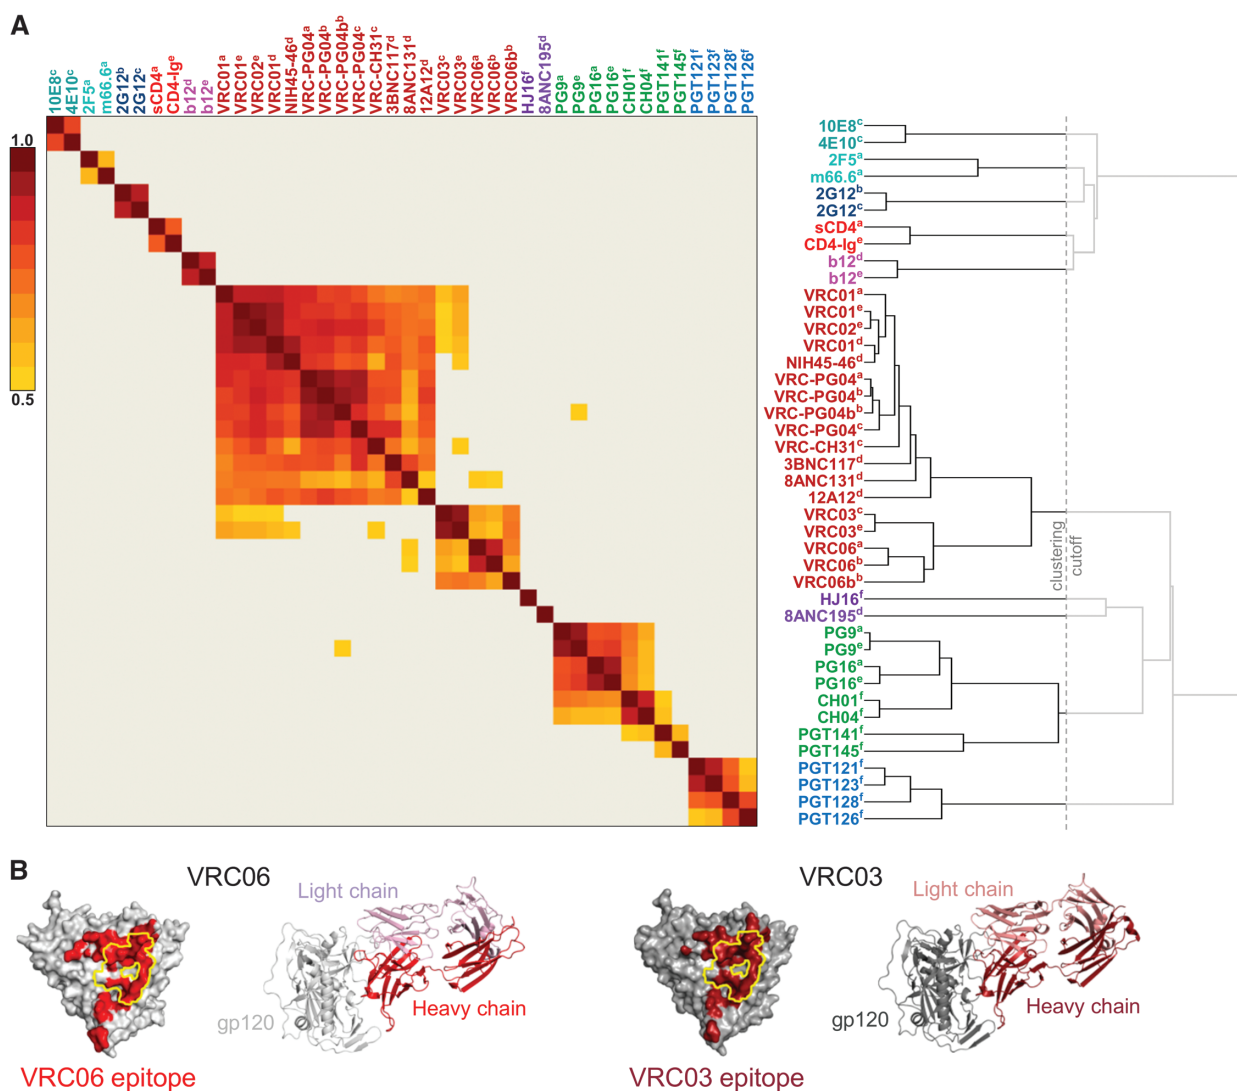 A
10E8ᶜ
4E10ᶜ
2F5ᵃ
m66.6ᵃ
2G12ᵇ
2G12ᶜ
sCD4ᵃ
CD4-Igᵉ
b12ᵈ
b12ᵉ
VRC01ᵃ
VRC01ᵉ
VRC02ᵉ
VRC01ᵈ
NIH45-46ᵈ
VRC-PG04ᵃ
VRC-PG04ᵇ
VRC-PG04bᵇ
VRC-PG04ᶜ
VRC-CH31ᶜ
3BNC117ᵈ
8ANC131ᵈ
12A12ᵈ
VRC03ᶜ
VRC03ᵉ
VRC06ᵃ
VRC06ᵇ
VRC06bᵇ
HJ16ᶠ
8ANC195ᵈ
PG9ᵃ
PG9ᵉ
PG16ᵃ
PG16ᵉ
CH01ᶠ
CH04ᶠ
PGT141ᶠ
PGT145ᶠ
PGT121ᶠ
PGT123ᶠ
PGT128ᶠ
PGT126ᶠ
1.0
0.5
10E8ᶜ
4E10ᶜ
2F5ᵃ
m66.6ᵃ
2G12ᵇ
2G12ᶜ
sCD4ᵃ
CD4-Igᵉ
b12ᵈ
b12ᵉ
VRC01ᵃ
VRC01ᵉ
VRC02ᵉ
VRC01ᵈ
NIH45-46ᵈ
VRC-PG04ᵃ
VRC-PG04ᵇ
VRC-PG04bᵇ
VRC-PG04ᶜ
VRC-CH31ᶜ
3BNC117ᵈ
8ANC131ᵈ
12A12ᵈ
VRC03ᶜ
VRC03ᵉ
VRC06ᵃ
VRC06ᵇ
VRC06bᵇ
HJ16ᶠ
8ANC195ᵈ
PG9ᵃ
PG9ᵉ
PG16ᵃ
PG16ᵉ
CH01ᶠ
CH04ᶠ
PGT141ᶠ
PGT145ᶠ
PGT121ᶠ
PGT123ᶠ
PGT128ᶠ
PGT126ᶠ
clustering
cutoff
B
VRC06
Light chain
gp120
Heavy chain
VRC06 epitope
VRC03
Light chain
gp120
Heavy chain
VRC03 epitope